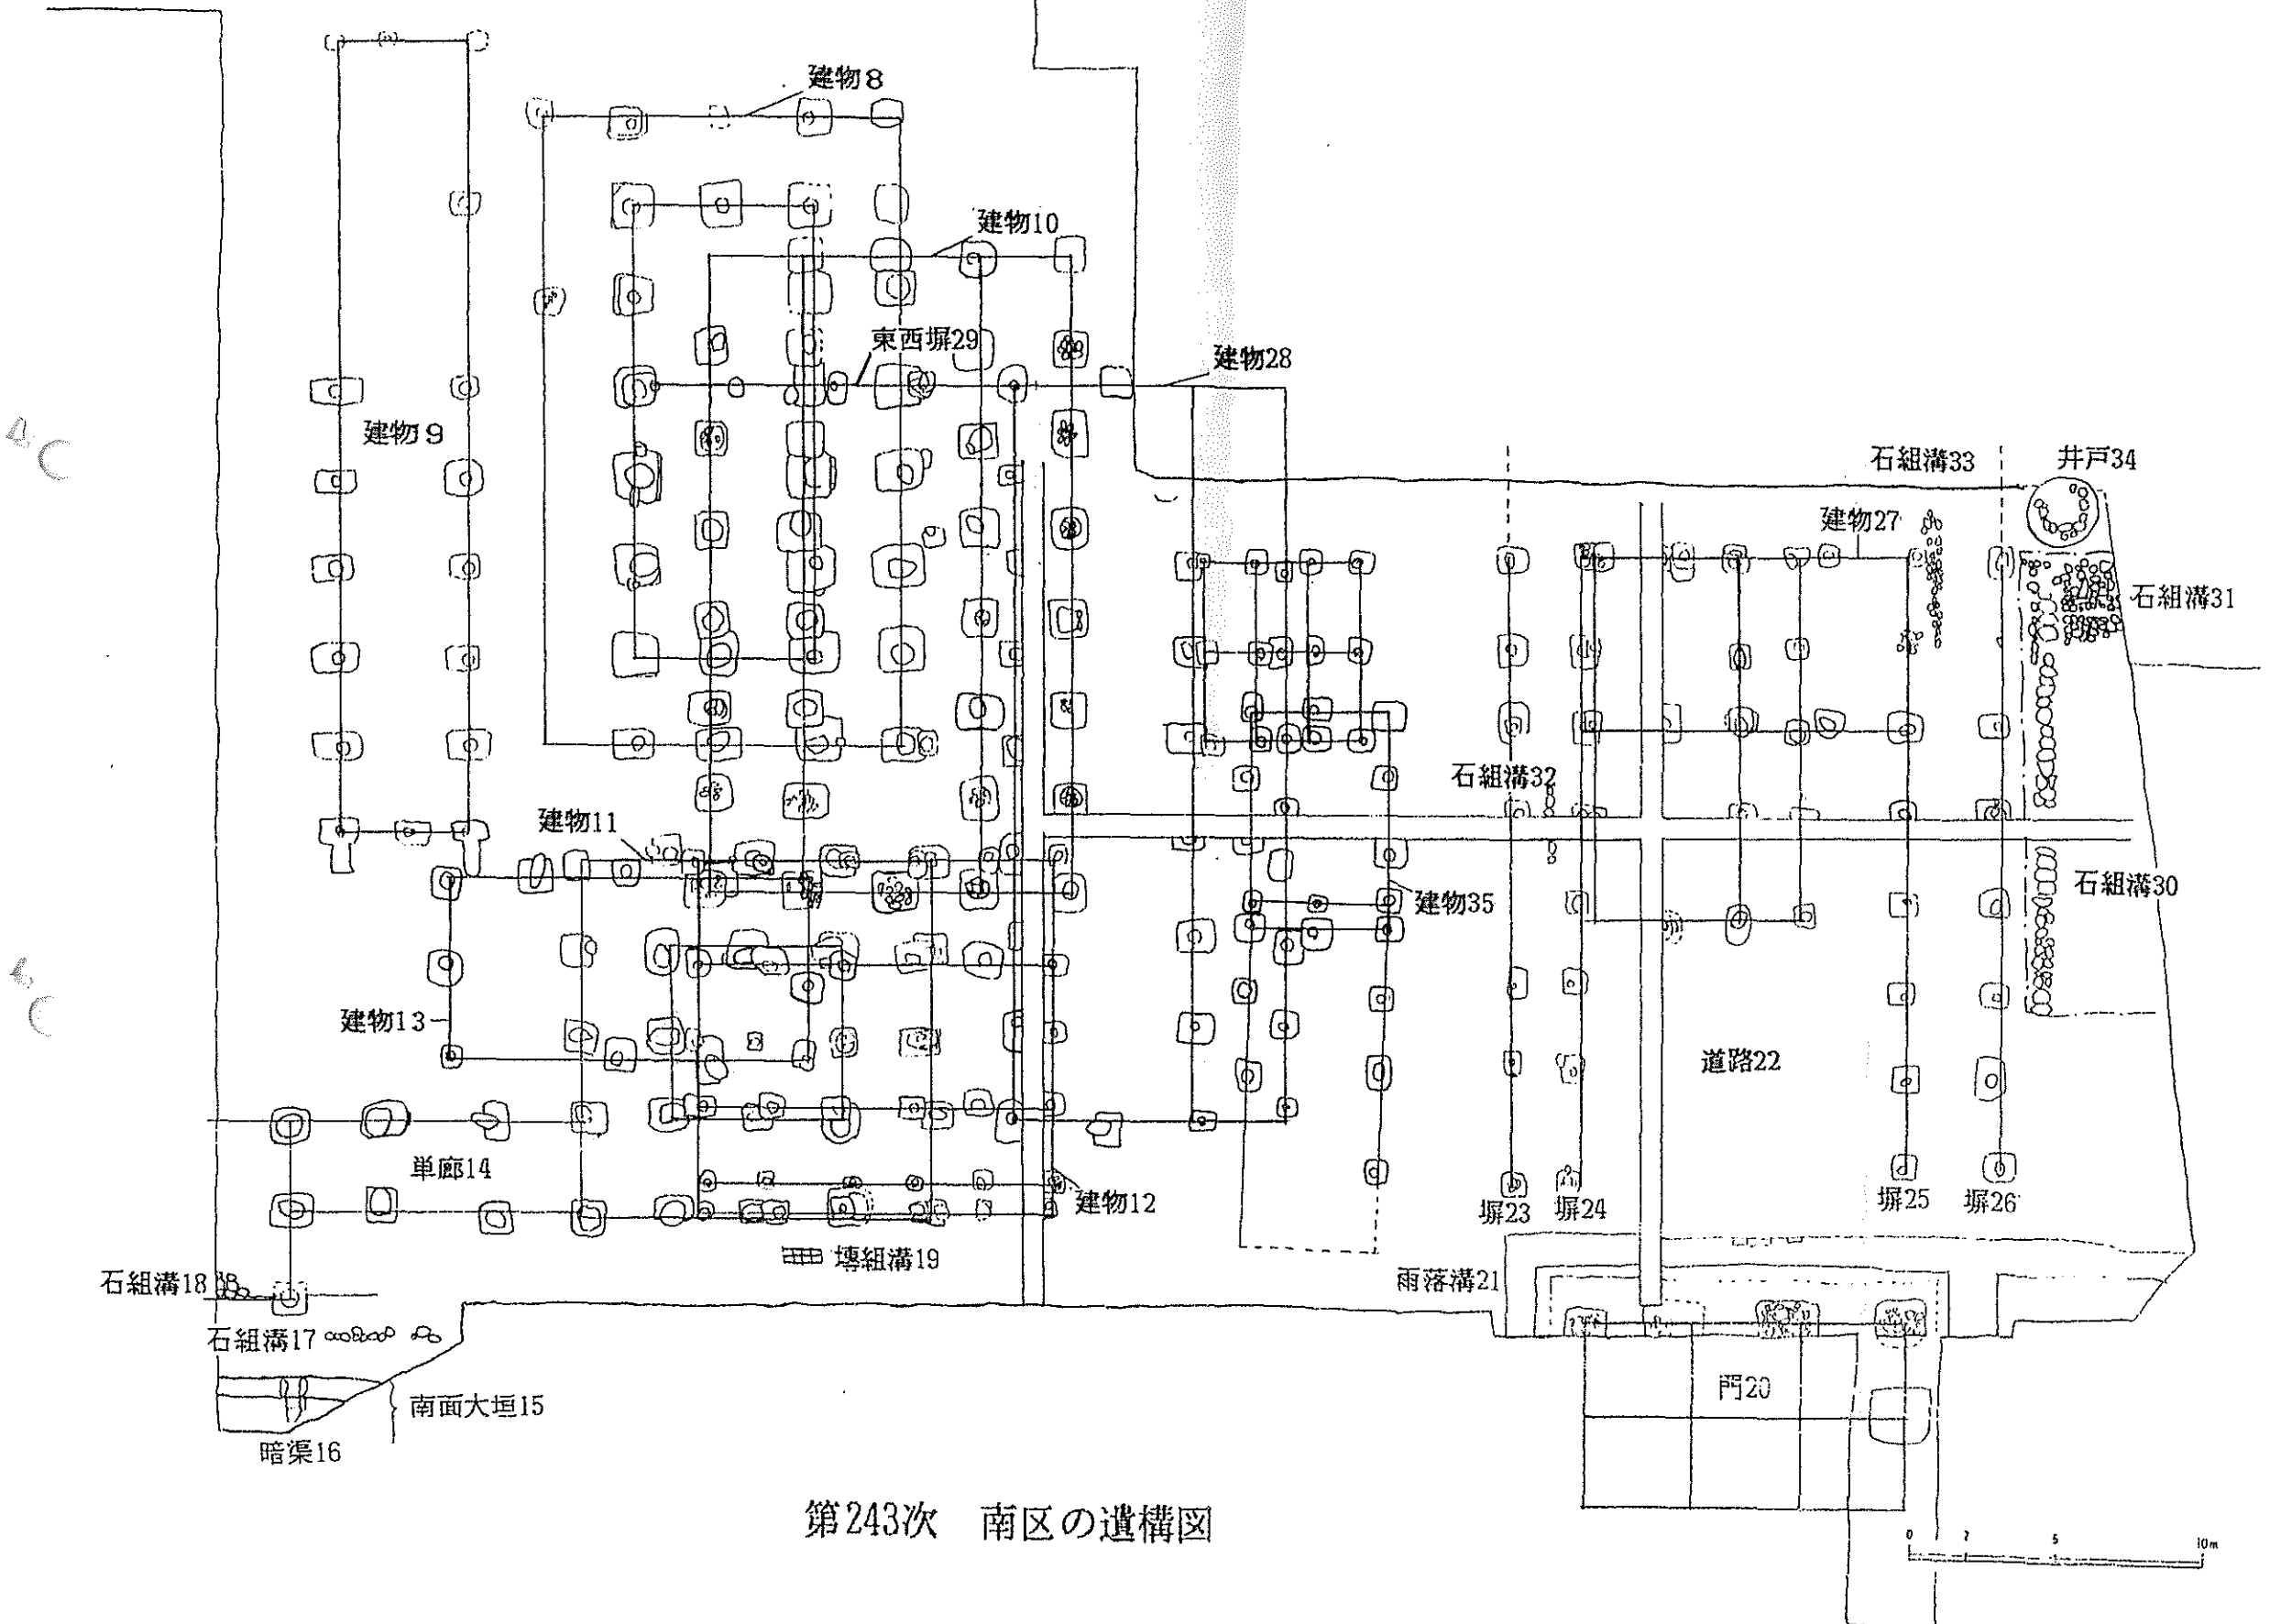 建物8
建物10
東西塀29
建物28
建物9
石組溝33
井戸34
建物27
石組溝31
石組溝32
建物11
石組溝30
建物35
建物13
道路22
単廊14
建物12
塀23
塀24
塀25
塀26
塼組溝19
石組溝18
雨落溝21
石組溝17
南面大垣15
門20
暗渠16
第243次 南区の遺構図
0 2 5 10m